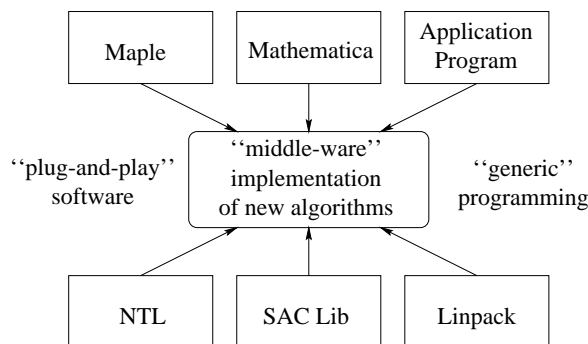 Maple
Mathematica
Application
Program
‘‘plug-and-play’’
software
‘‘middle-ware’’
implementation
of new algorithms
‘‘generic’’
programming
NTL
SAC Lib
Linpack